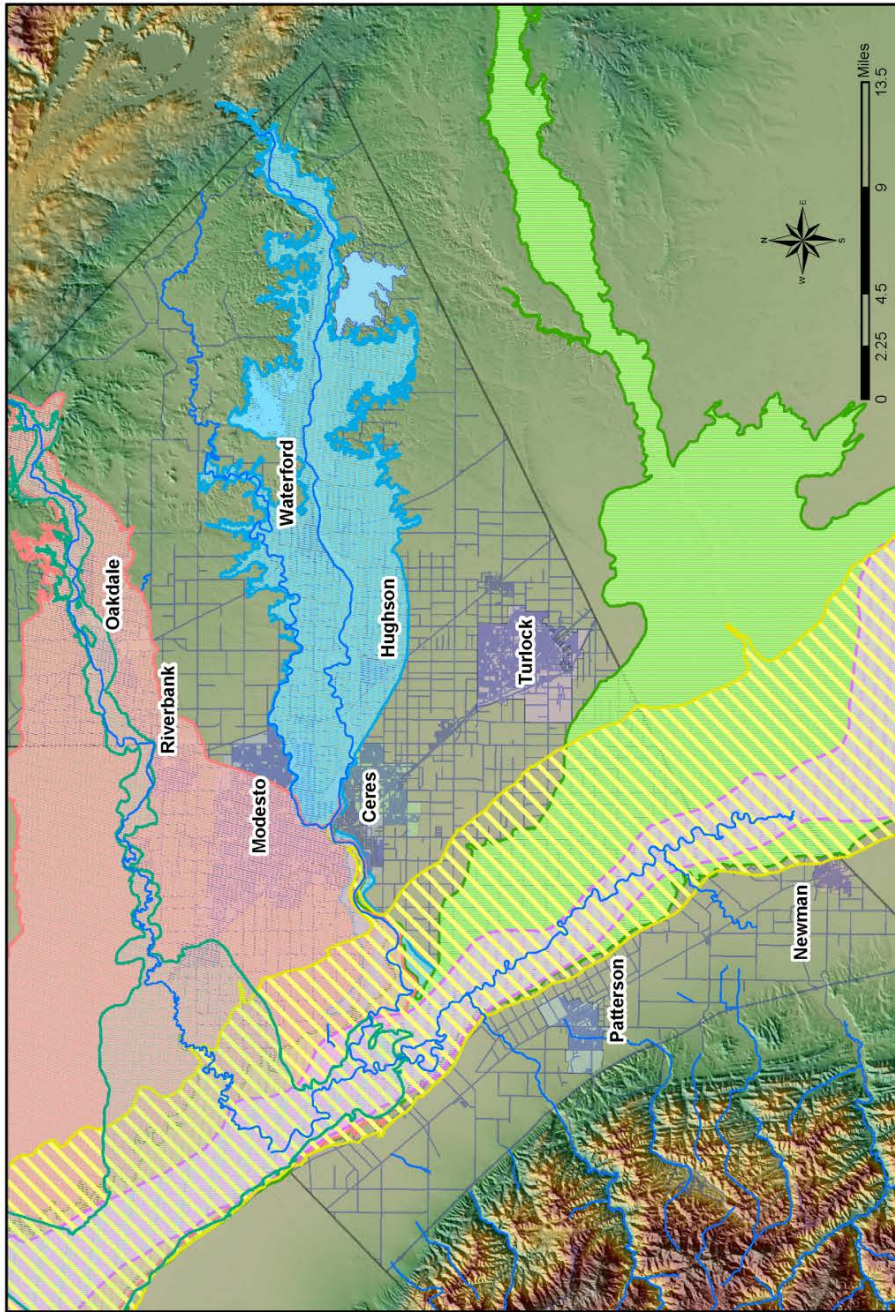 Oakdale
Riverbank
Waterford
Modesto
Hughson
Ceres
Turlock
Patterson
Newman
N
W
E
S
0 2.25 4.5 9 13.5
Miles